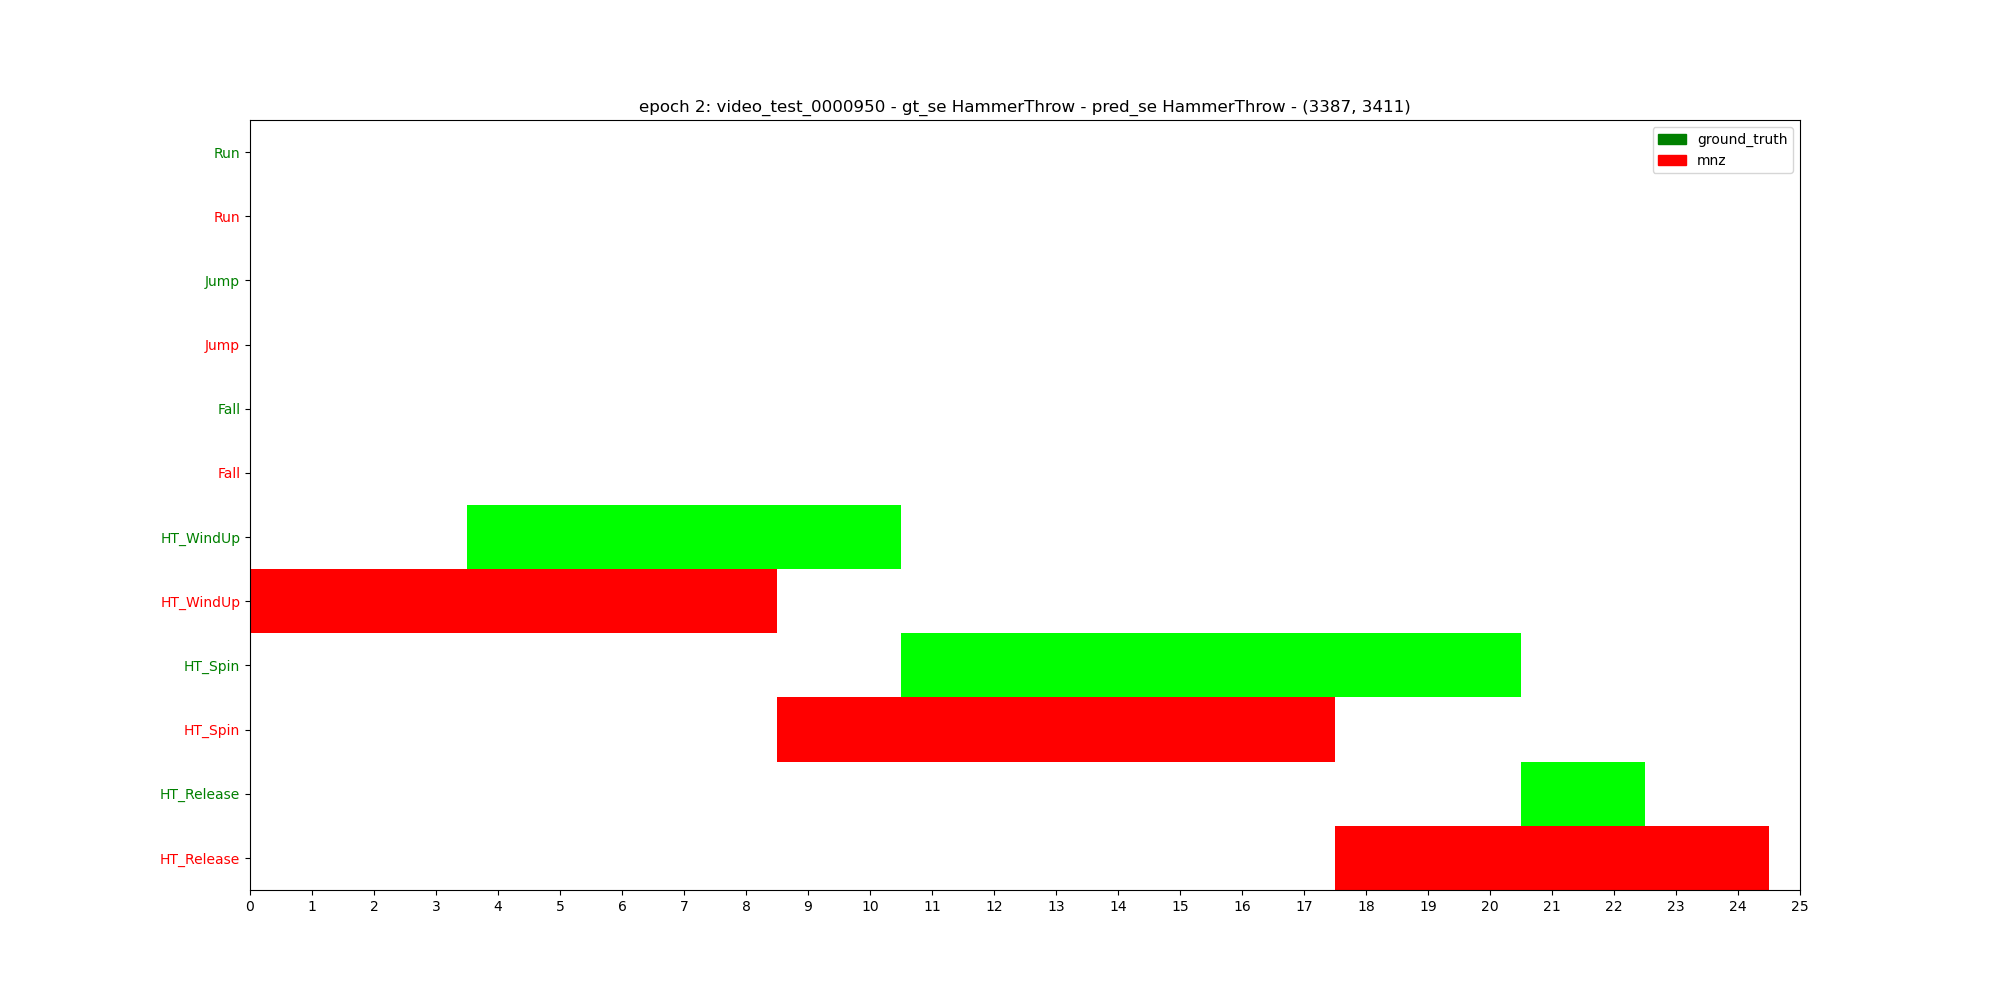 epoch 2: video_test_0000950 - gt_se HammerThrow - pred_se HammerThrow - (3387, 3411)
ground_truth
mnz
Run
Run
Jump
Jump
Fall
Fall
HT_WindUp
HT_WindUp
HT_Spin
HT_Spin
HT_Release
HT_Release
0 1 2 3 4 5 6 7 8 9 10 11 12 13 14 15 16 17 18 19 20 21 22 23 24 25